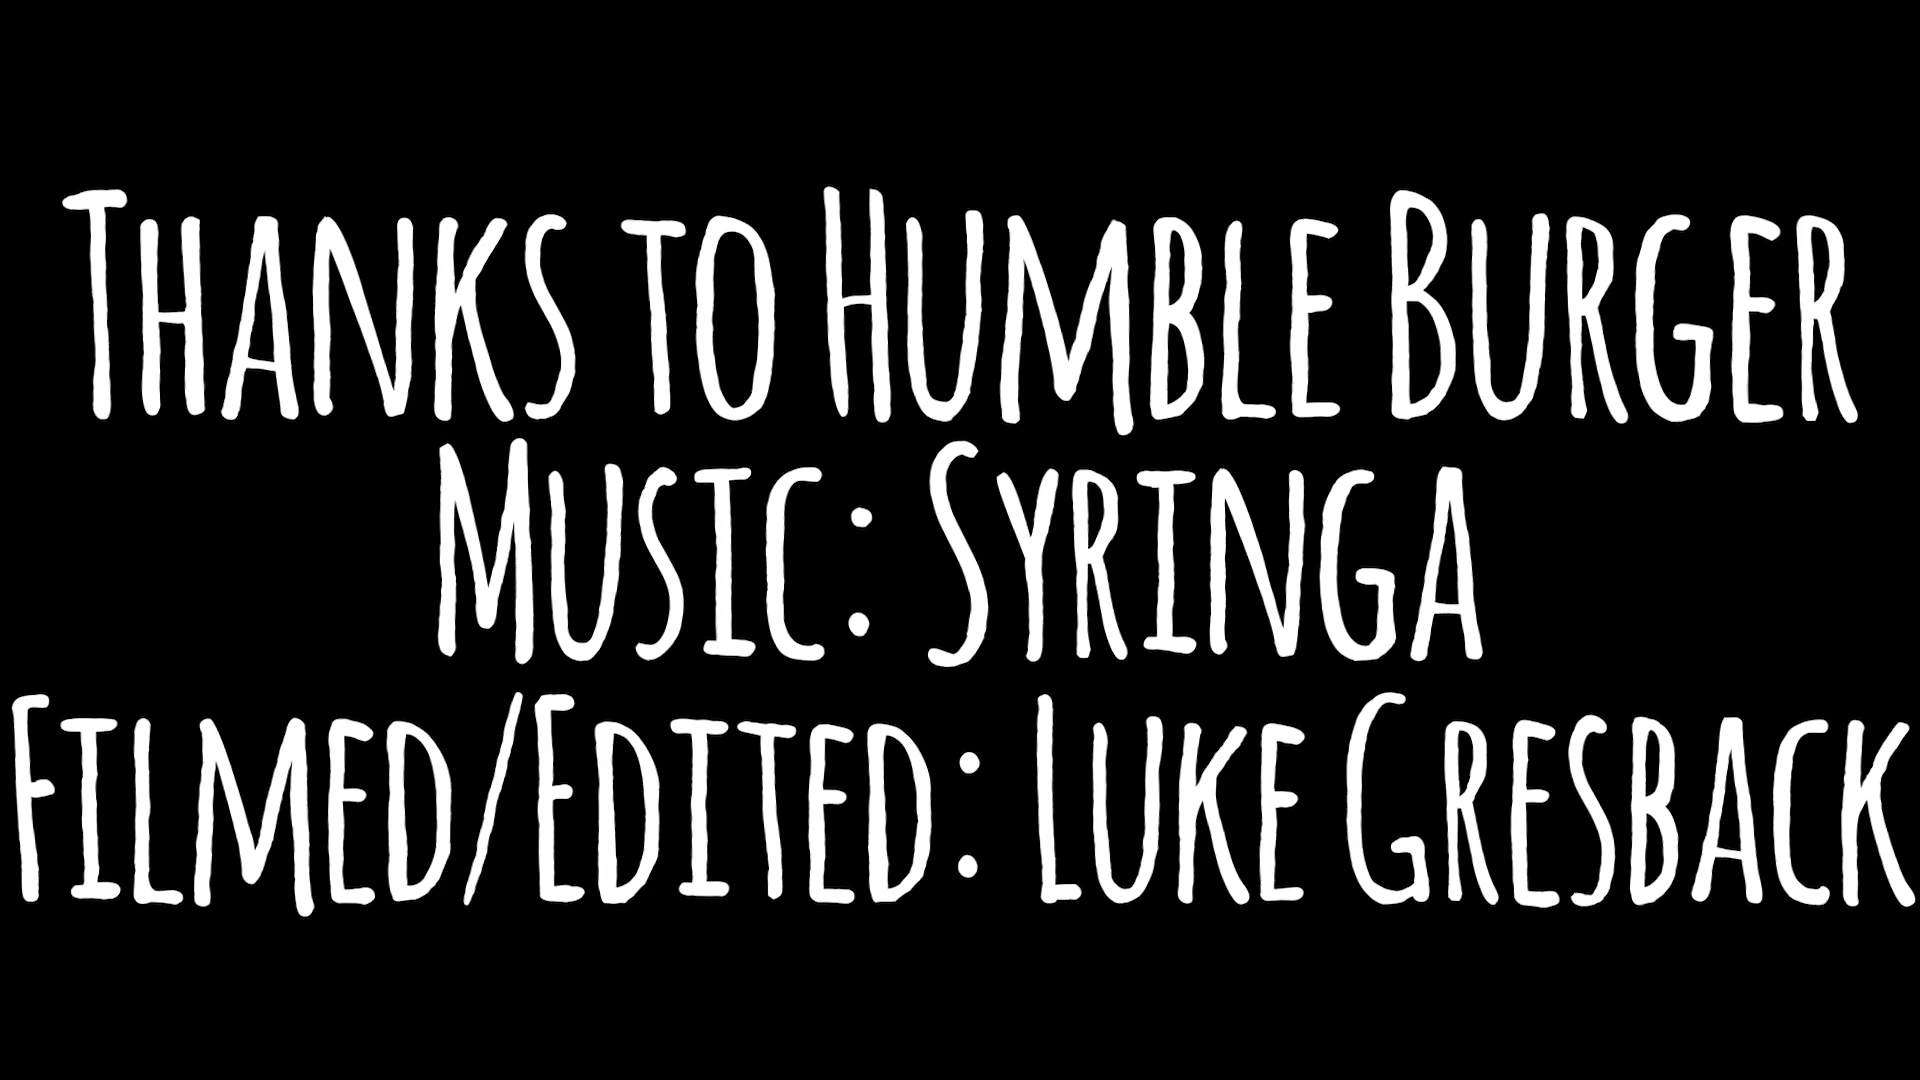 Thanks to Humble Burger
Music: Syringa
Filmed/Edited: Luke Gresback